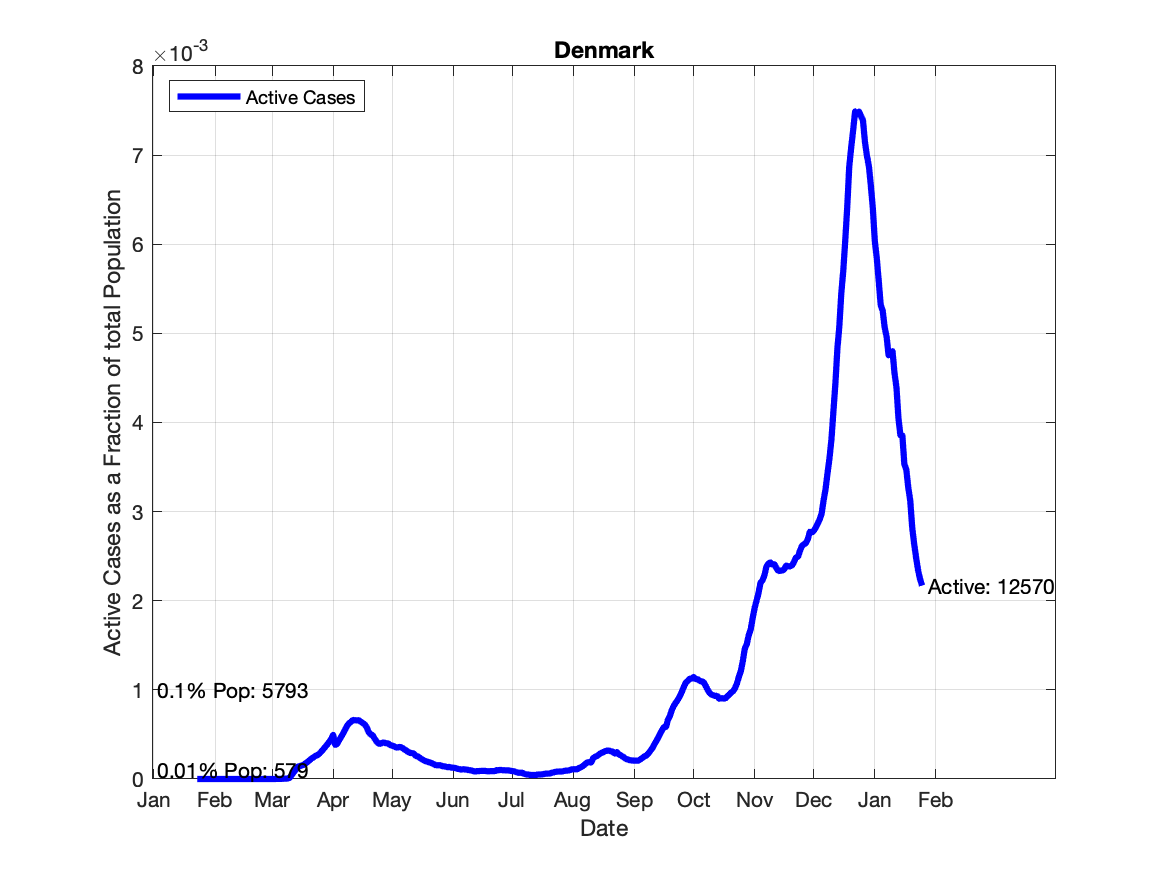 Denmark
×10-3
Active Cases
8
7
6
5
4
3
2
1
0
Active Cases as a Fraction of total Population
Active: 12570
0.1% Pop: 5793
0.01% Pop: 579
Jan Feb Mar Apr May Jun Jul Aug Sep Oct Nov Dec Jan Feb
Date